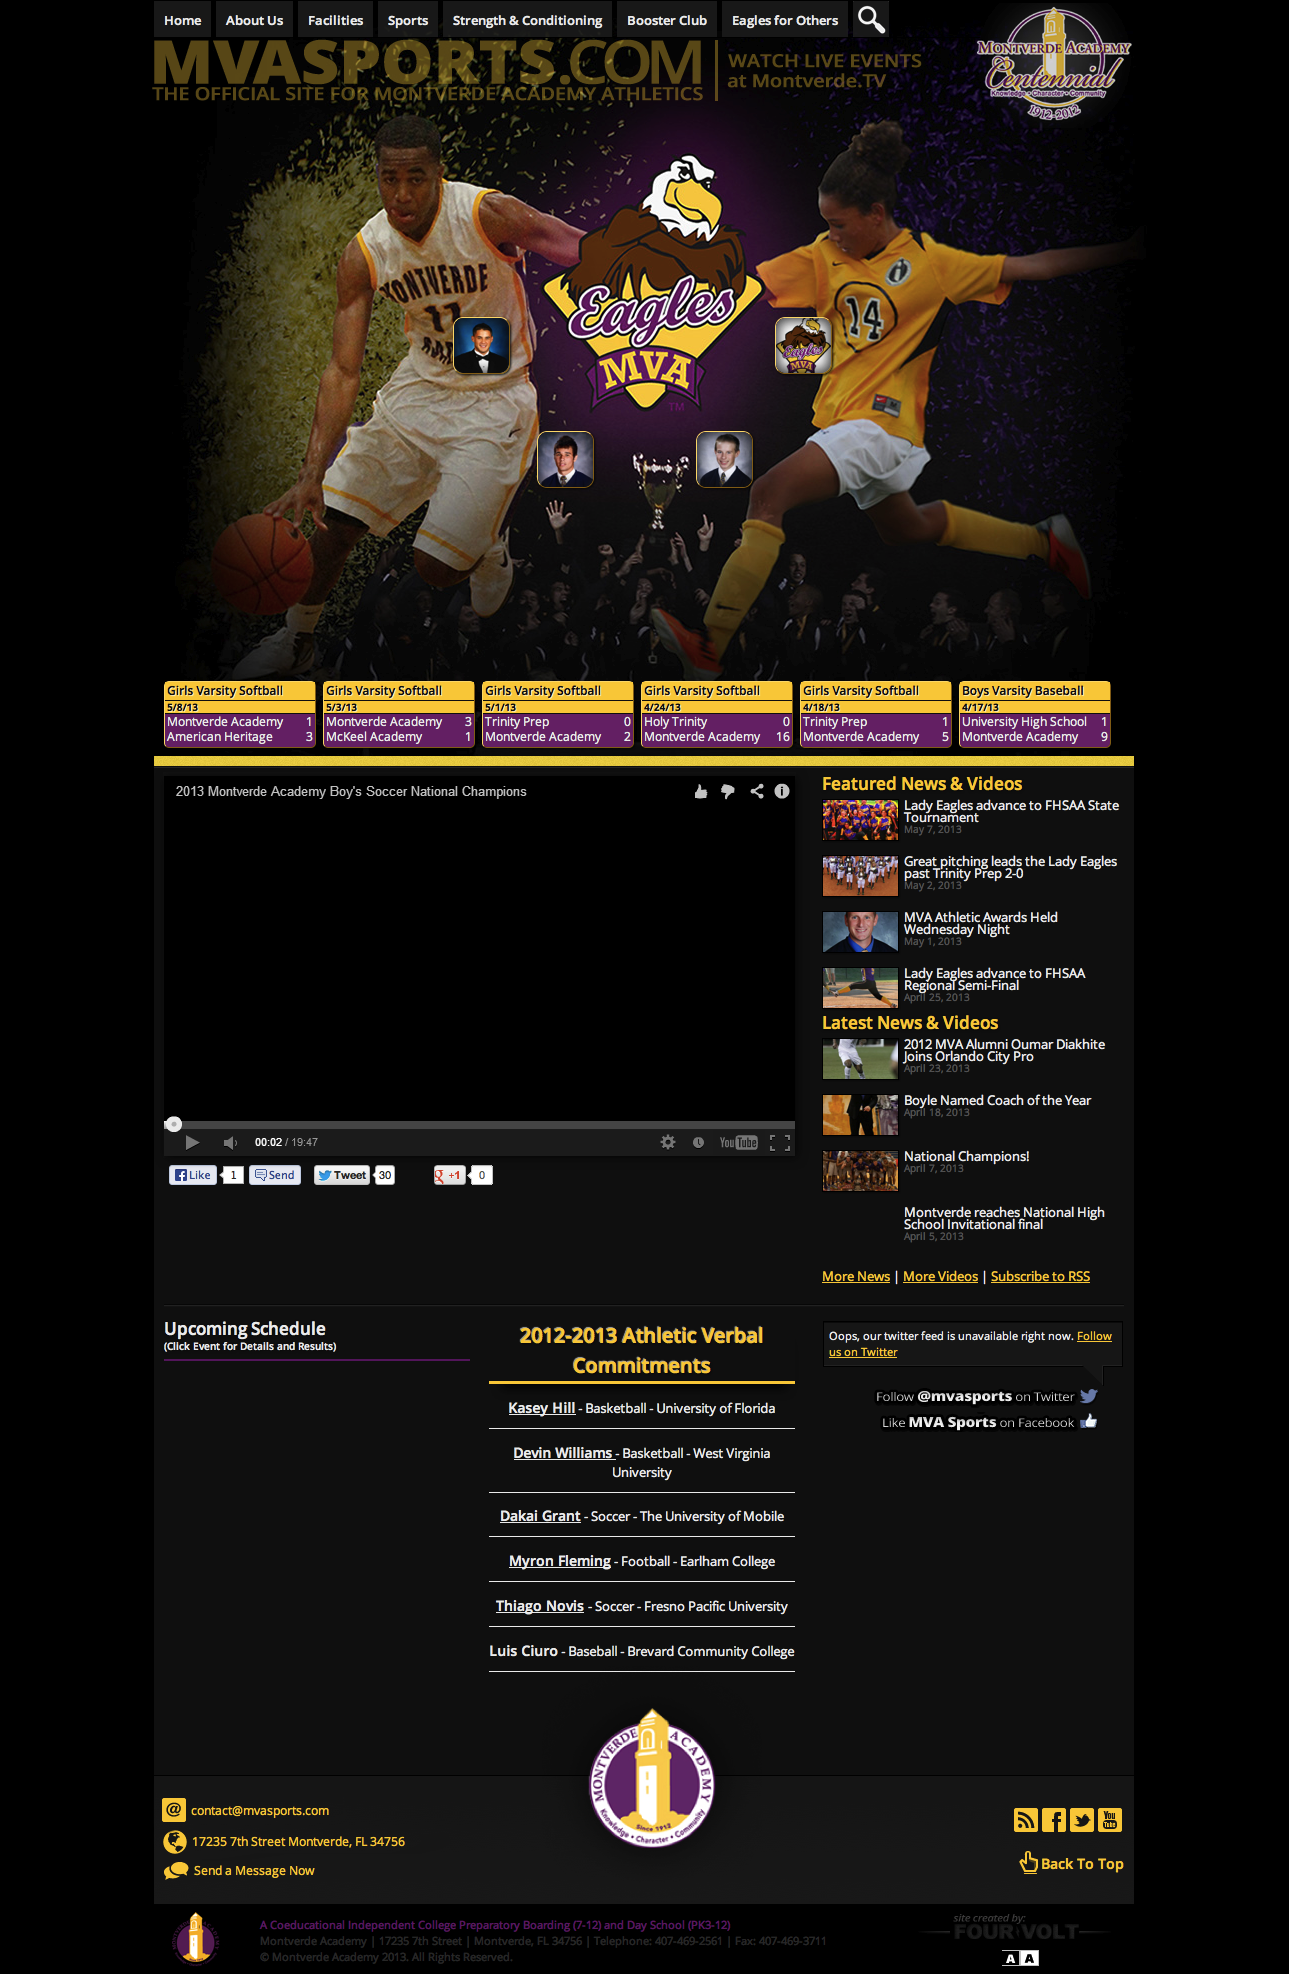 Home About Us Facilities Sports Strength & Conditioning Booster Club Eagles for Others
MVASPORTS.COM
THE OFFICIAL SITE FOR MONTVERDE ACADEMY ATHLETICS
WATCH LIVE EVENTS
at Montverde.TV
MONTVERDE ACADEMY
Centennial
Knowledge • Character • Community
1912-2012
MONTVERDE
11
14
Eagles
MVA
TM
Eagles
MVA
Girls Varsity Softball
5/8/13
Montverde Academy 1
American Heritage 3
Girls Varsity Softball
5/3/13
Montverde Academy 3
McKeel Academy 1
Girls Varsity Softball
5/1/13
Trinity Prep 0
Montverde Academy 2
Girls Varsity Softball
4/24/13
Holy Trinity 0
Montverde Academy 16
Girls Varsity Softball
4/18/13
Trinity Prep 1
Montverde Academy 5
Boys Varsity Baseball
4/17/13
University High School 1
Montverde Academy 9
2013 Montverde Academy Boy's Soccer National Champions
00:02 / 19:47
YouTube
Like 1 Send Tweet 30 +1 0
Featured News & Videos
Lady Eagles advance to FHSAA State
Tournament
May 7, 2013
Great pitching leads the Lady Eagles
past Trinity Prep 2-0
May 2, 2013
MVA Athletic Awards Held
Wednesday Night
May 1, 2013
Lady Eagles advance to FHSAA
Regional Semi-Final
April 25, 2013
Latest News & Videos
2012 MVA Alumni Oumar Diakhite
Joins Orlando City Pro
April 23, 2013
Boyle Named Coach of the Year
April 18, 2013
National Champions!
April 7, 2013
Montverde reaches National High
School Invitational final
April 5, 2013
More News | More Videos | Subscribe to RSS
Upcoming Schedule
(Click Event for Details and Results)
2012-2013 Athletic Verbal
Commitments
Kasey Hill - Basketball - University of Florida
Devin Williams - Basketball - West Virginia
University
Dakai Grant - Soccer - The University of Mobile
Myron Fleming - Football - Earlham College
Thiago Novis - Soccer - Fresno Pacific University
Luis Ciuro - Baseball - Brevard Community College
Oops, our twitter feed is unavailable right now. Follow
us on Twitter
Follow @mvasports on Twitter
Like MVA Sports on Facebook
MONTVERDE ACADEMY
Since 1912
Knowledge • Character • Community
contact@mvasports.com
17235 7th Street Montverde, FL 34756
Send a Message Now
You Tube
Back To Top
A Coeducational Independent College Preparatory Boarding (7-12) and Day School (PK3-12)
Montverde Academy | 17235 7th Street | Montverde, FL 34756 | Telephone: 407-469-2561 | Fax: 407-469-3711
© Montverde Academy 2013. All Rights Reserved.
site created by:
FOUR VOLT
A A